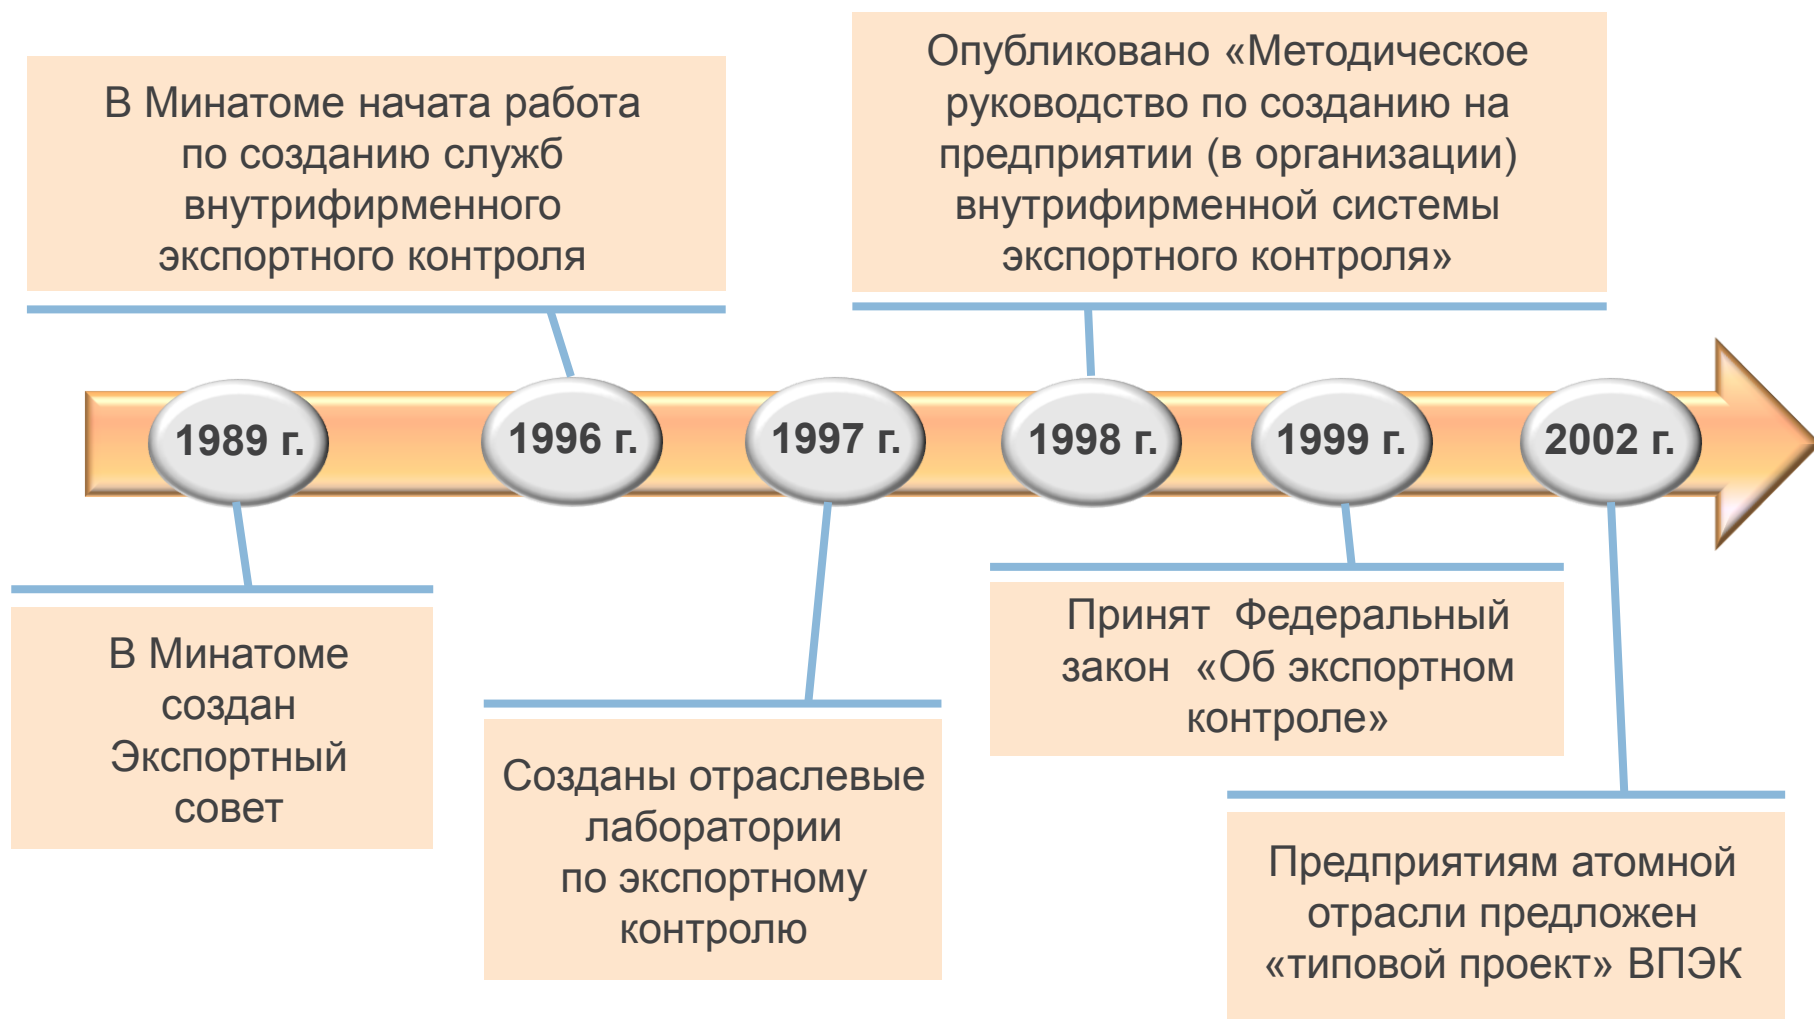 В Минатоме начата работа
по созданию служб
внутрифирменного
экспортного контроля
Опубликовано «Методическое
руководство по созданию на
предприятии (в организации)
внутрифирменной системы
экспортного контроля»
1989 г.
1996 г.
1997 г.
1998 г.
1999 г.
2002 г.
В Минатоме
создан
Экспортный
совет
Созданы отраслевые
лаборатории
по экспортному
контролю
Принят  Федеральный
закон  «Об экспортном
контроле»
Предприятиям атомной
отрасли предложен
«типовой проект» ВПЭК